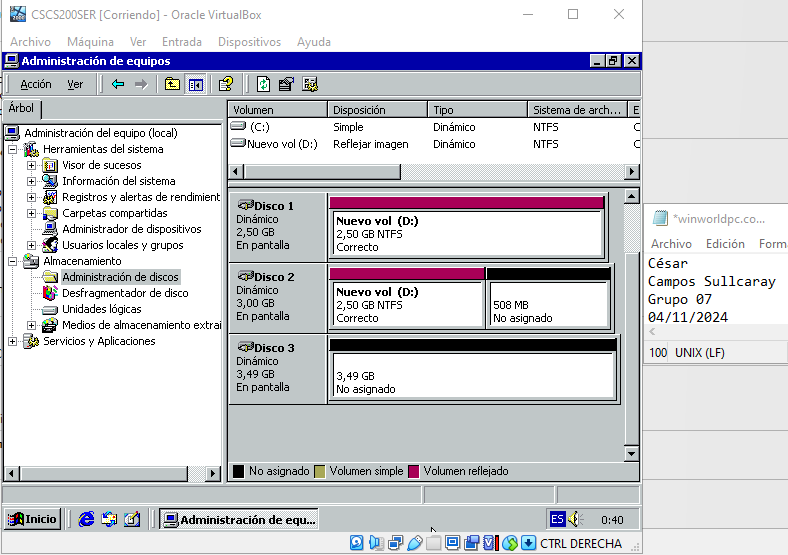 CSCS200SER [Corriendo] - Oracle VirtualBox
Archivo Máquina Ver Entrada Dispositivos Ayuda
Administración de equipos
Acción Ver
Árbol
Administración del equipo (local)
Herramientas del sistema
Visor de sucesos
Información del sistema
Registros y alertas de rendimient
Carpetas compartidas
Administrador de dispositivos
Usuarios locales y grupos
Almacenamiento
Administración de discos
Desfragmentador de disco
Unidades lógicas
Medios de almacenamiento extrai
Servicios y Aplicaciones
Volumen Disposición Tipo Sistema de arch... E
(C:) Simple Dinámico NTFS C
Nuevo vol (D:) Reflejar imagen Dinámico NTFS C
Disco 1
Dinámico
2,50 GB
En pantalla
Nuevo vol (D:)
2,50 GB NTFS
Correcto
Disco 2
Dinámico
3,00 GB
En pantalla
Nuevo vol (D:)
2,50 GB NTFS
Correcto
508 MB
No asignado
Disco 3
Dinámico
3,49 GB
En pantalla
3,49 GB
No asignado
No asignado Volumen simple Volumen reflejado
Inicio
Administración de equ...
ES
0:40
CTRL DERECHA
*winworldpc.co...
Archivo Edición Forma
César
Campos Sullcaray
Grupo 07
04/11/2024
100 UNIX (LF)